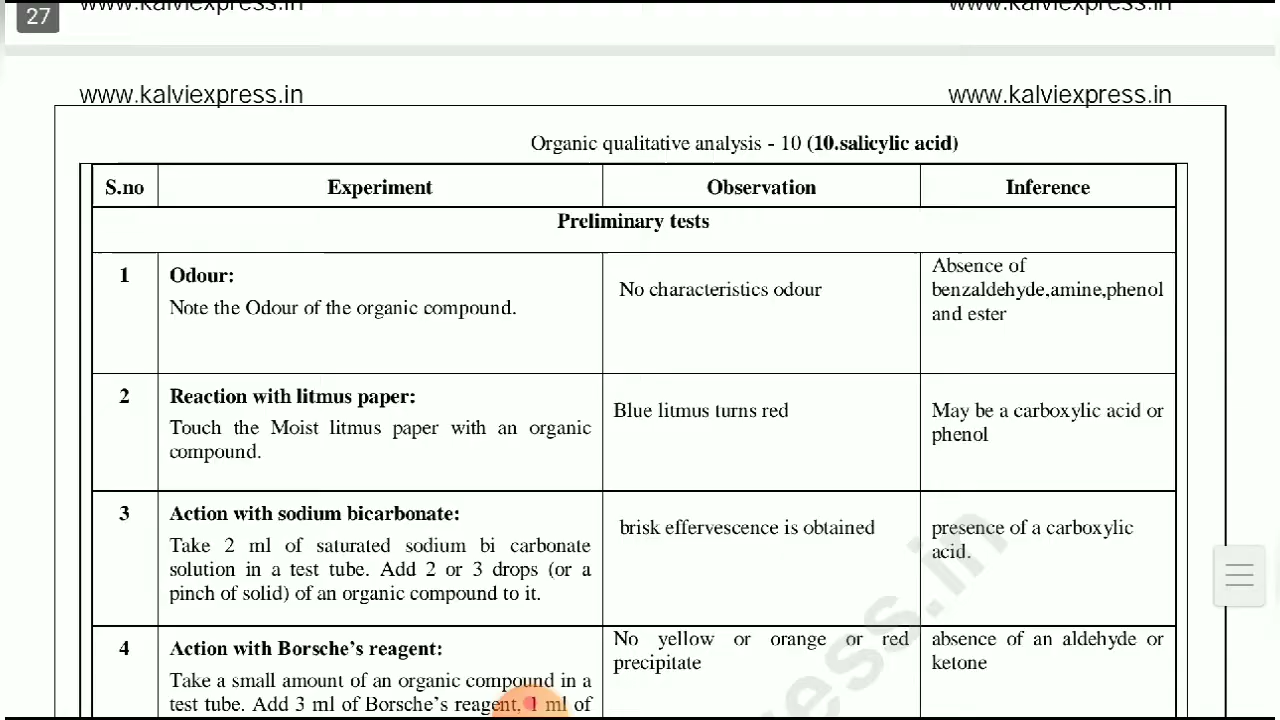 27
www.kalviexpress.in www.kalviexpress.in
www.kalviexpress.in www.kalviexpress.in
Organic qualitative analysis - 10 (10.salicylic acid)
S.no Experiment Observation Inference
Preliminary tests
1 Odour:
Note the Odour of the organic compound.
No characteristics odour
Absence of
benzaldehyde,amine,phenol
and ester
2 Reaction with litmus paper:
Touch the Moist litmus paper with an organic
compound.
Blue litmus turns red
May be a carboxylic acid or
phenol
3 Action with sodium bicarbonate:
Take 2 ml of saturated sodium bi carbonate
solution in a test tube. Add 2 or 3 drops (or a
pinch of solid) of an organic compound to it.
brisk effervescence is obtained
presence of a carboxylic
acid.
4 Action with Borsche's reagent:
Take a small amount of an organic compound in a
test tube. Add 3 ml of Borsche's reagent, 1 ml of
No yellow or orange or red
precipitate
absence of an aldehyde or
ketone
ess.in